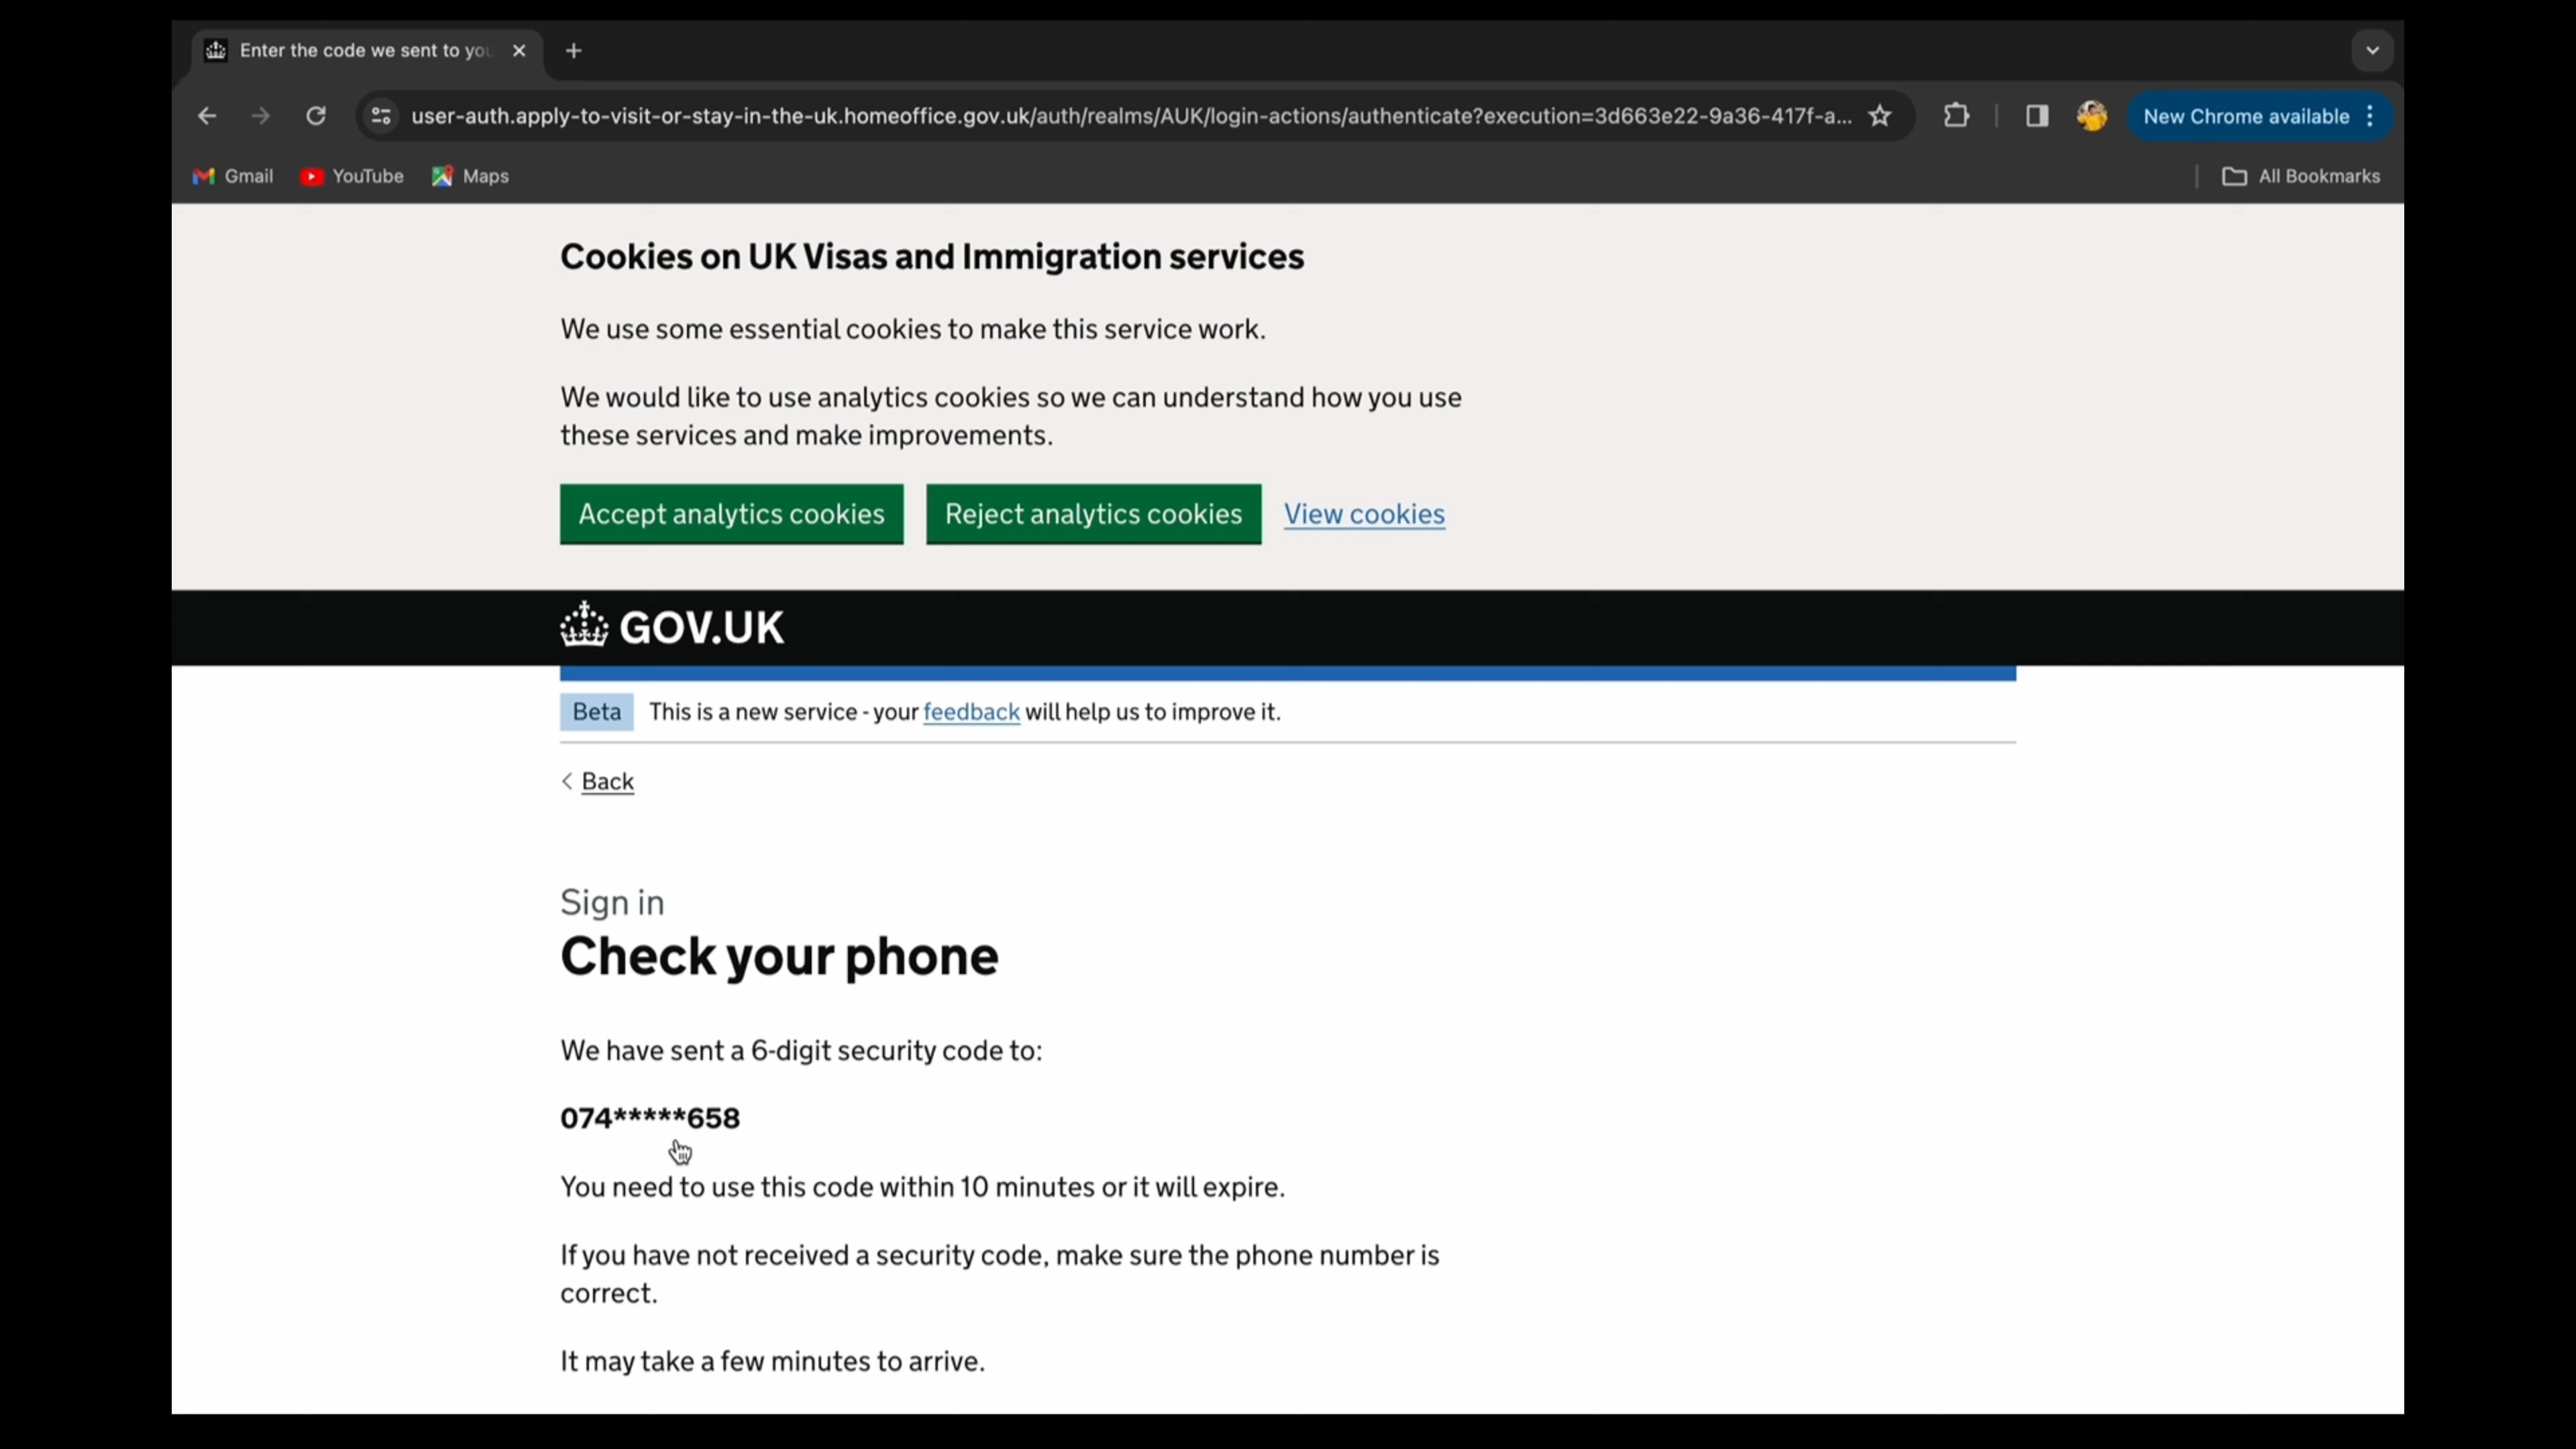 Enter the code we sent to you
user-auth.apply-to-visit-or-stay-in-the-uk.homeoffice.gov.uk/auth/realms/AUK/login-actions/authenticate?execution=3d663e22-9a36-417f-a...
New Chrome available
Gmail
YouTube
Maps
All Bookmarks
Cookies on UK Visas and Immigration services
We use some essential cookies to make this service work.
We would like to use analytics cookies so we can understand how you use
these services and make improvements.
Accept analytics cookies
Reject analytics cookies
View cookies
GOV.UK
Beta
This is a new service - your feedback will help us to improve it.
Back
Sign in
Check your phone
We have sent a 6-digit security code to:
074*****658
You need to use this code within 10 minutes or it will expire.
If you have not received a security code, make sure the phone number is
correct.
It may take a few minutes to arrive.